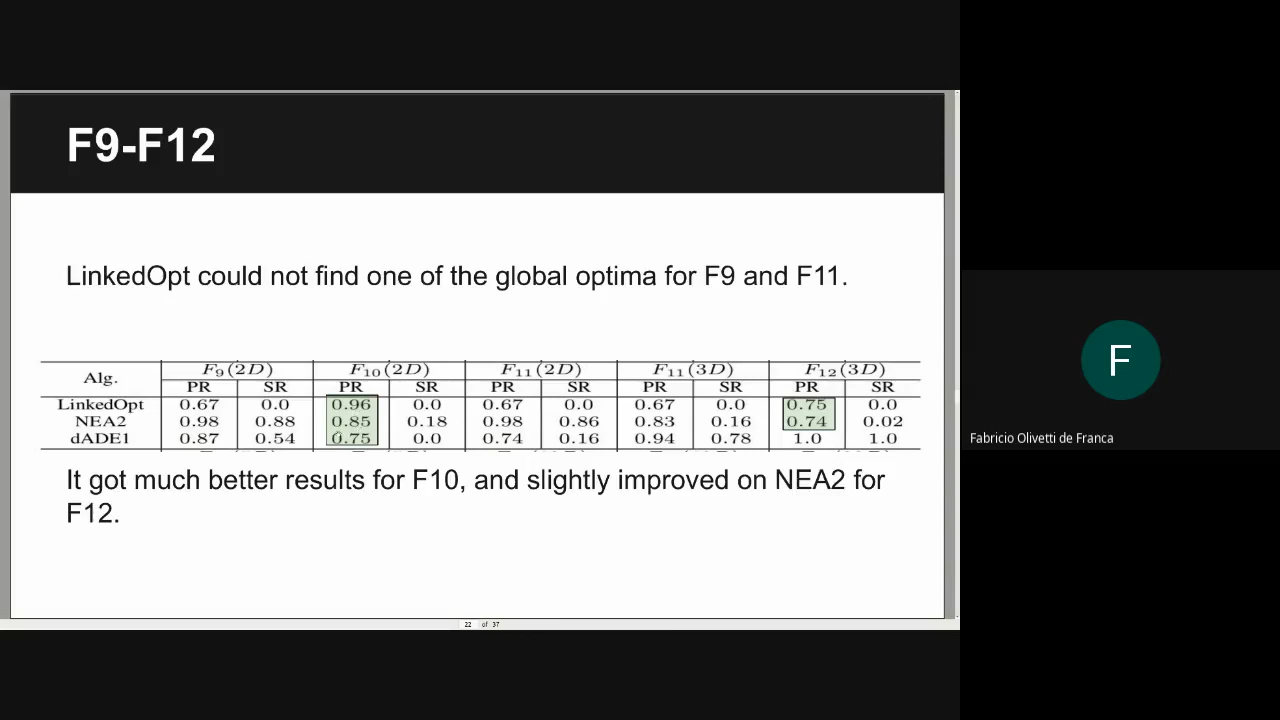 F9-F12
LinkedOpt could not find one of the global optima for F9 and F11.
Alg. F9(2D) F10(2D) F11(2D) F11(3D) F12(3D)
PR SR PR SR PR SR PR SR PR SR
LinkedOpt 0.67 0.0 0.96 0.0 0.67 0.0 0.67 0.0 0.75 0.0
NEA2 0.98 0.88 0.85 0.18 0.98 0.86 0.83 0.16 0.74 0.02
dADE1 0.87 0.54 0.75 0.0 0.74 0.16 0.94 0.78 1.0 1.0
It got much better results for F10, and slightly improved on NEA2 for
F12.
22 of 37
F
Fabricio Olivetti de Franca